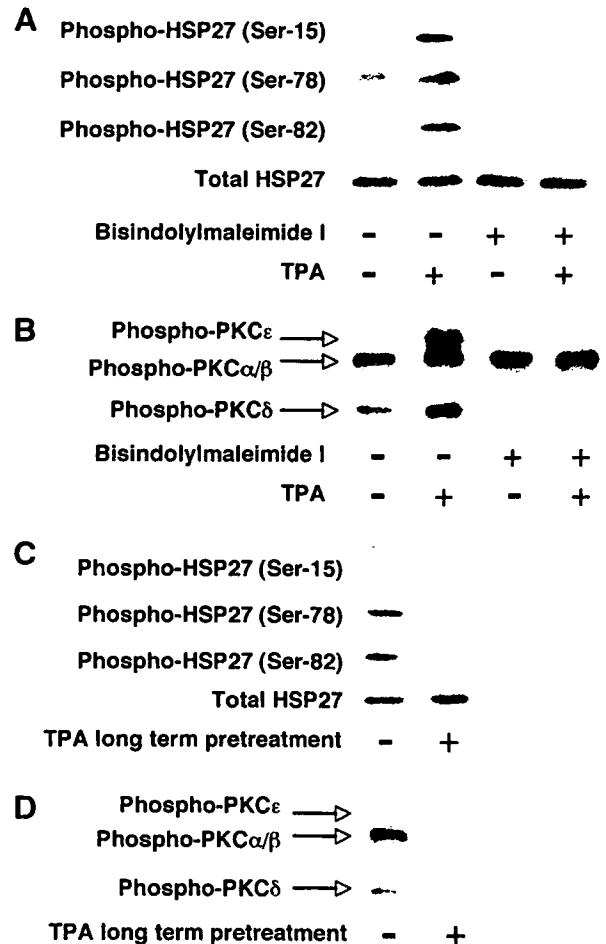 A
Phospho-HSP27 (Ser-15)
Phospho-HSP27 (Ser-78)
Phospho-HSP27 (Ser-82)
Total HSP27
Bisindolylmaleimide I - - + +
TPA - + - +
B
Phospho-PKCε
Phospho-PKCα/β
Phospho-PKCδ
Bisindolylmaleimide I - - + +
TPA - + - +
C
Phospho-HSP27 (Ser-15)
Phospho-HSP27 (Ser-78)
Phospho-HSP27 (Ser-82)
Total HSP27
TPA long term pretreatment - +
D
Phospho-PKCε
Phospho-PKCα/β
Phospho-PKCδ
TPA long term pretreatment - +